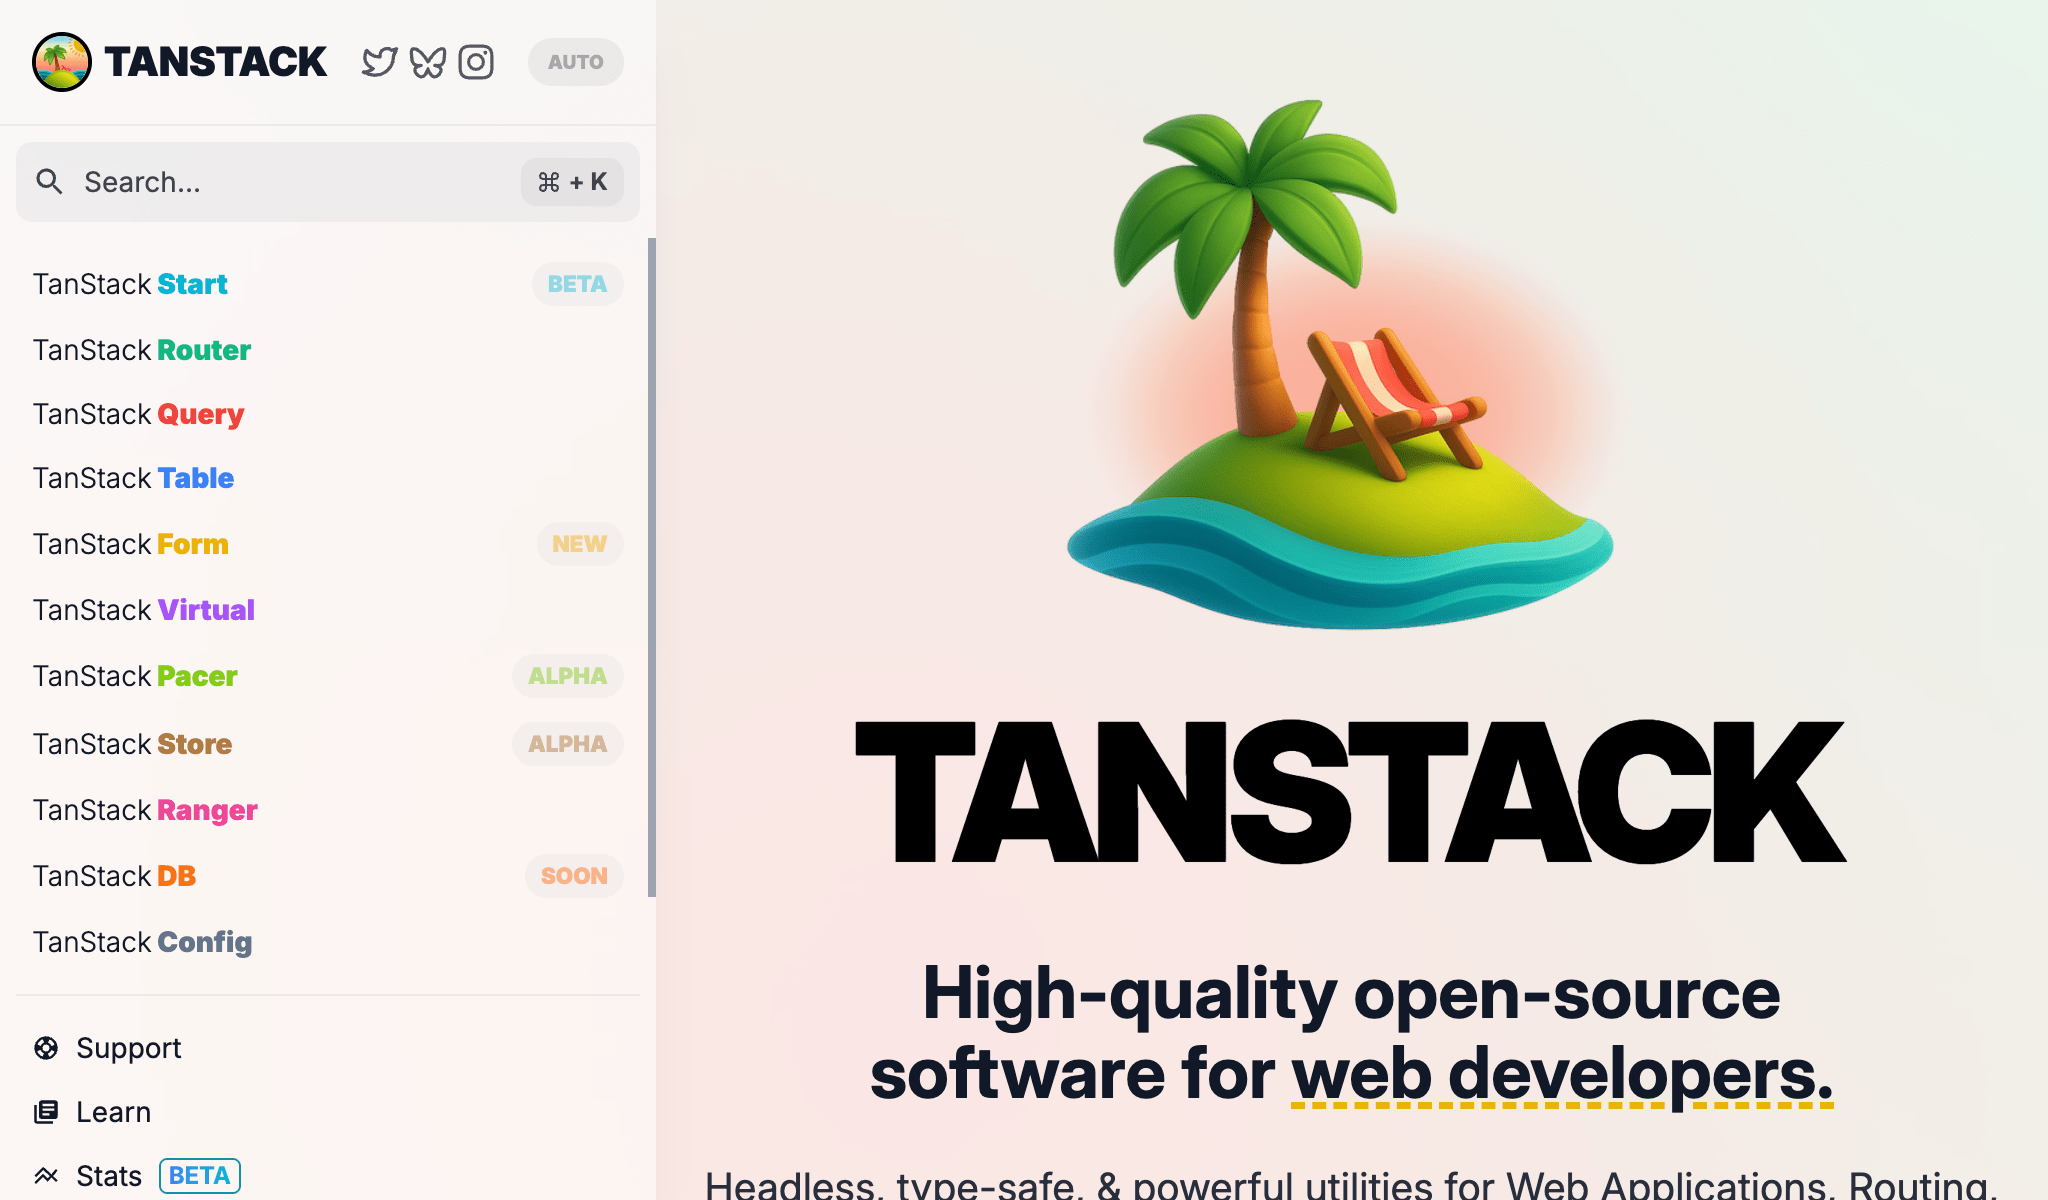 TANSTACK
AUTO
Search...
⌘ + K
TanStack Start BETA
TanStack Router
TanStack Query
TanStack Table
TanStack Form NEW
TanStack Virtual
TanStack Pacer ALPHA
TanStack Store ALPHA
TanStack Ranger
TanStack DB SOON
TanStack Config
Support
Learn
Stats BETA
TANSTACK
High-quality open-source
software for web developers.
Headless, type-safe, & powerful utilities for Web Applications, Routing,